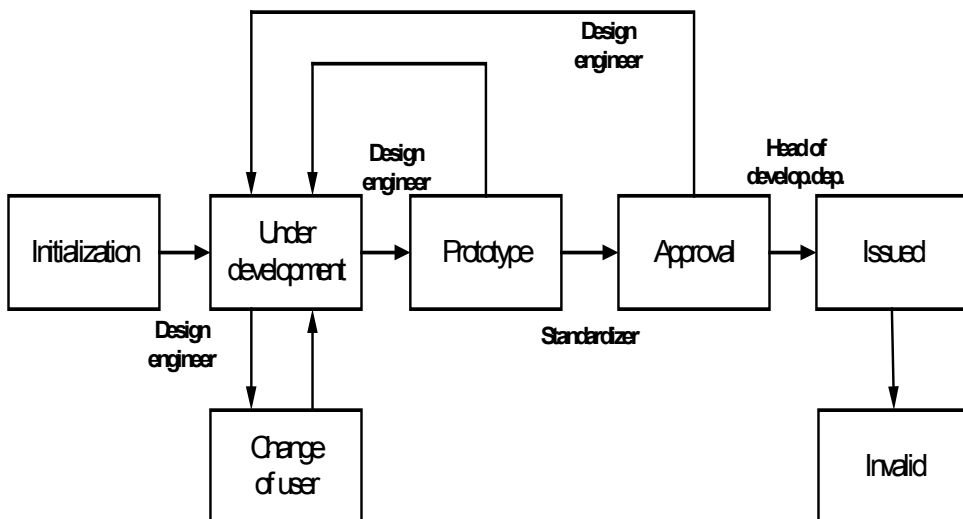 Design
engineer
Design
engineer
Head of
develop.dep.
Initialization
Under
development
Prototype
Approval
Issued
Design
engineer
Standardizer
Change
of user
Invalid